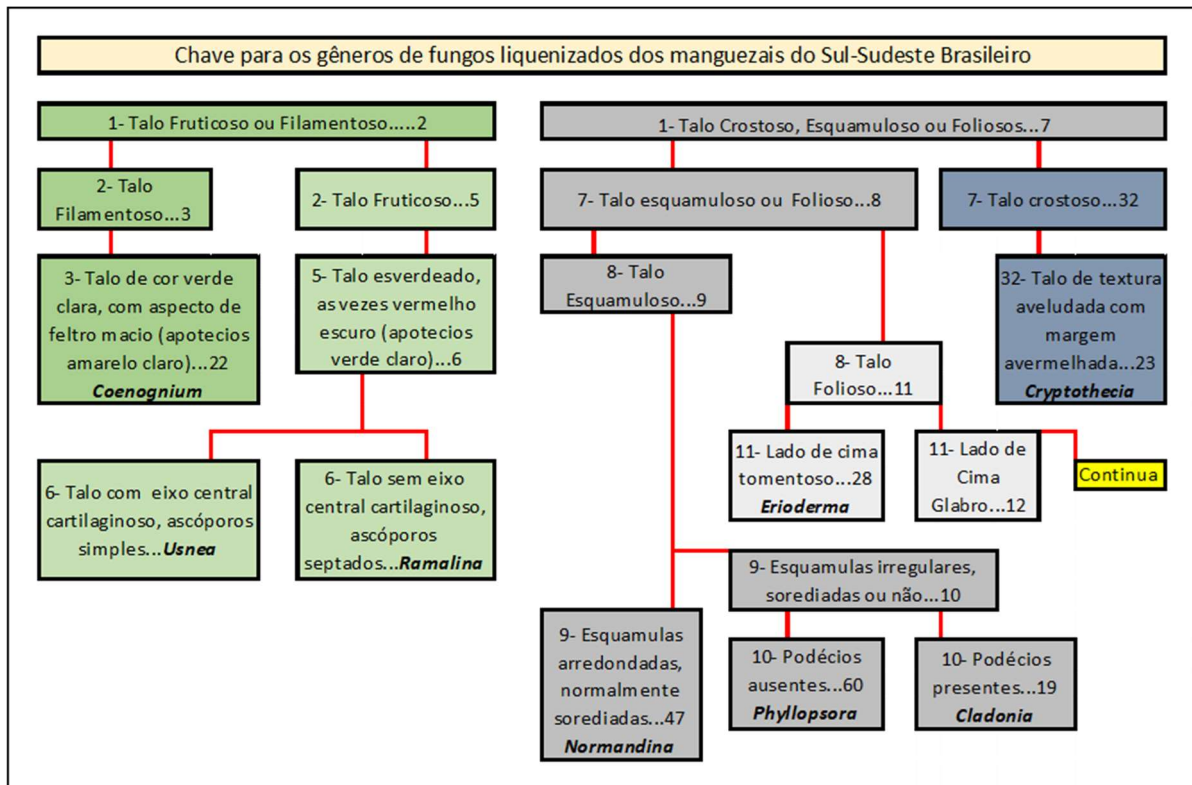 Chave para os gêneros de fungos liquenizados dos manguezais do Sul-Sudeste Brasileiro
1- Talo Fruticoso ou Filamentoso.....2
2- Talo
Filamentoso...3
2- Talo Fruticoso...5
3- Talo de cor verde
clara, com aspecto de
feltro macio (apotecios
amarelo claro)...22
Coenognium
5- Talo esverdeado,
as vezes vermelho
escuro (apotecios
verde claro)...6
6- Talo com eixo central
cartilaginoso, ascóporos
simples...Usnea
6- Talo sem eixo
central cartilaginoso,
ascóporos
septados...Ramalina
1- Talo Crostoso, Esquamuloso ou Foliosos...7
7- Talo esquamuloso ou Folioso...8
7- Talo crostoso...32
8- Talo
Esquamuloso...9
32- Talo de textura
aveludada com
margem
avermelhada...23
Cryptothecia
8- Talo
Folioso...11
11- Lado de cima
tomentoso...28
Erioderma
11- Lado de
Cima
Glabro...12
Continua
9- Esquamulas irregulares,
sorediadas ou não...10
9- Esquamulas
arredondadas,
normalmente
sorediadas...47
Normandina
10- Podécios
ausentes...60
Phyllopsora
10- Podécios
presentes...19
Cladonia